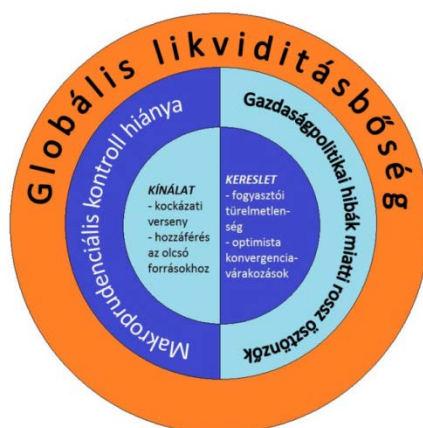 Globális likviditásbőség
Makroprudenciális kontroll hiánya
Gazdaságpolitikai hibák miatti rossz ösztönzők
KÍNÁLAT
- kockázati
verseny
- hozzáférés
az olcsó
forrásokhoz
KERESLET
- fogyasztói
türelmetlen-
ség
- optimista
konvergencia-
várakozások